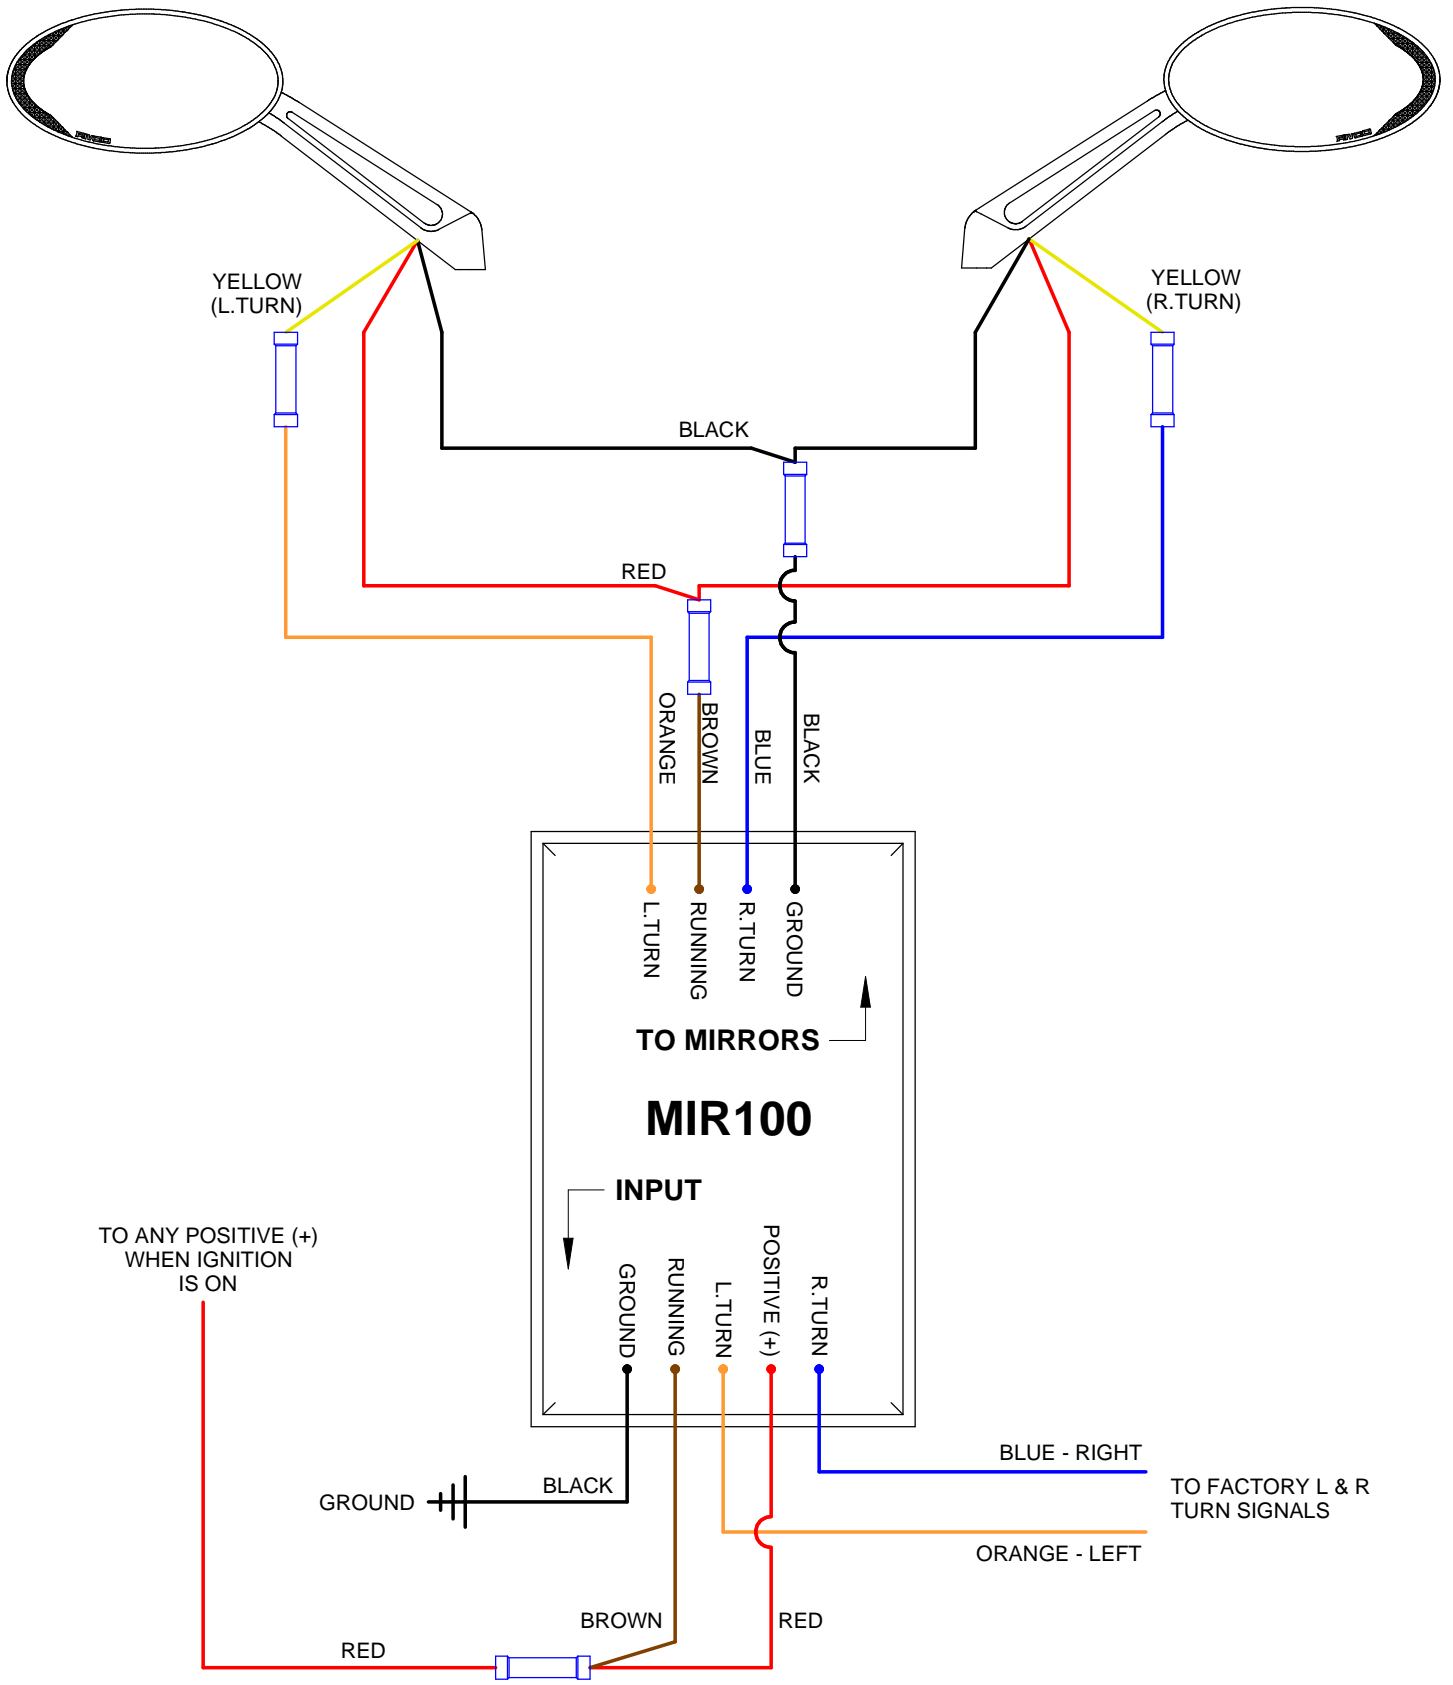 RIVCO
RIVCO
YELLOW
(L.TURN)
YELLOW
(R.TURN)
BLACK
RED
ORANGE
BROWN
BLUE
BLACK
L.TURN
RUNNING
R.TURN
GROUND
TO MIRRORS
MIR100
INPUT
TO ANY POSITIVE (+)
WHEN IGNITION
IS ON
GROUND
RUNNING
L.TURN
POSITIVE (+)
R.TURN
BLUE - RIGHT
TO FACTORY L & R
TURN SIGNALS
ORANGE - LEFT
GROUND
BLACK
BROWN
RED
RED